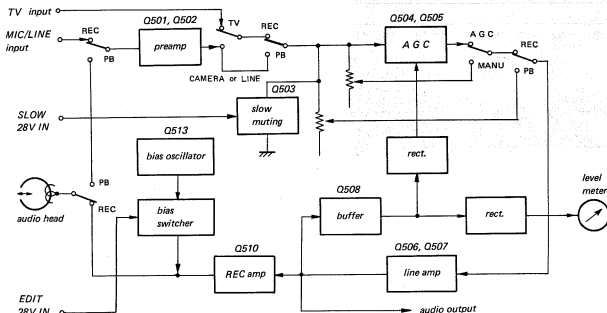 TV input
Q501, Q502
TV
REC
Q504, Q505
MIC/LINE
input
REC
PB
preamp
PB
A G C
A G C
REC
MANU
PB
CAMERA or LINE
Q503
slow
muting
SLOW
28V IN
Q513
bias oscillator
rect.
level
meter
PB
REC
audio head
bias
switcher
Q508
buffer
rect.
Q510
REC amp
Q506, Q507
line amp
EDIT
28V IN
audio output